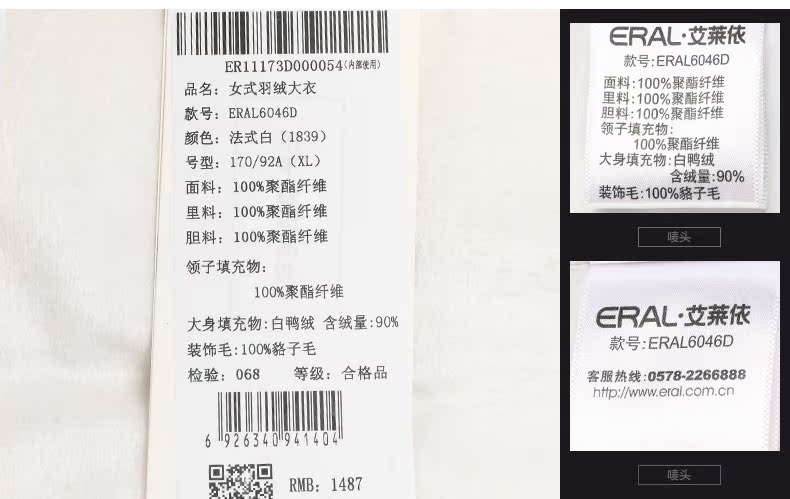 ER11173D000054(内部使用)
品名: 女式羽绒大衣
款号: ERAL6046D
颜色: 法式白（1839）
号型: 170/92A（XL）
面料: 100%聚酯纤维
里料: 100%聚酯纤维
胆料: 100%聚酯纤维
领子填充物:
100%聚酯纤维
大身填充物:白鸭绒 含绒量:90%
装饰毛:100%貉子毛
检验: 068 等级: 合格品
6 926340 941404
RMB: 1487
ERAL·艾莱依
款号:ERAL6046D
面料:100%聚酯纤维
里料:100%聚酯纤维
胆料:100%聚酯纤维
领子填充物:
100%聚酯纤维
大身填充物:白鸭绒
含绒量:90%
装饰毛:100%貉子毛
唛头
ERAL·艾莱依
款号:ERAL6046D
客服热线:0578-2266888
http://www.eral.com.cn
唛头